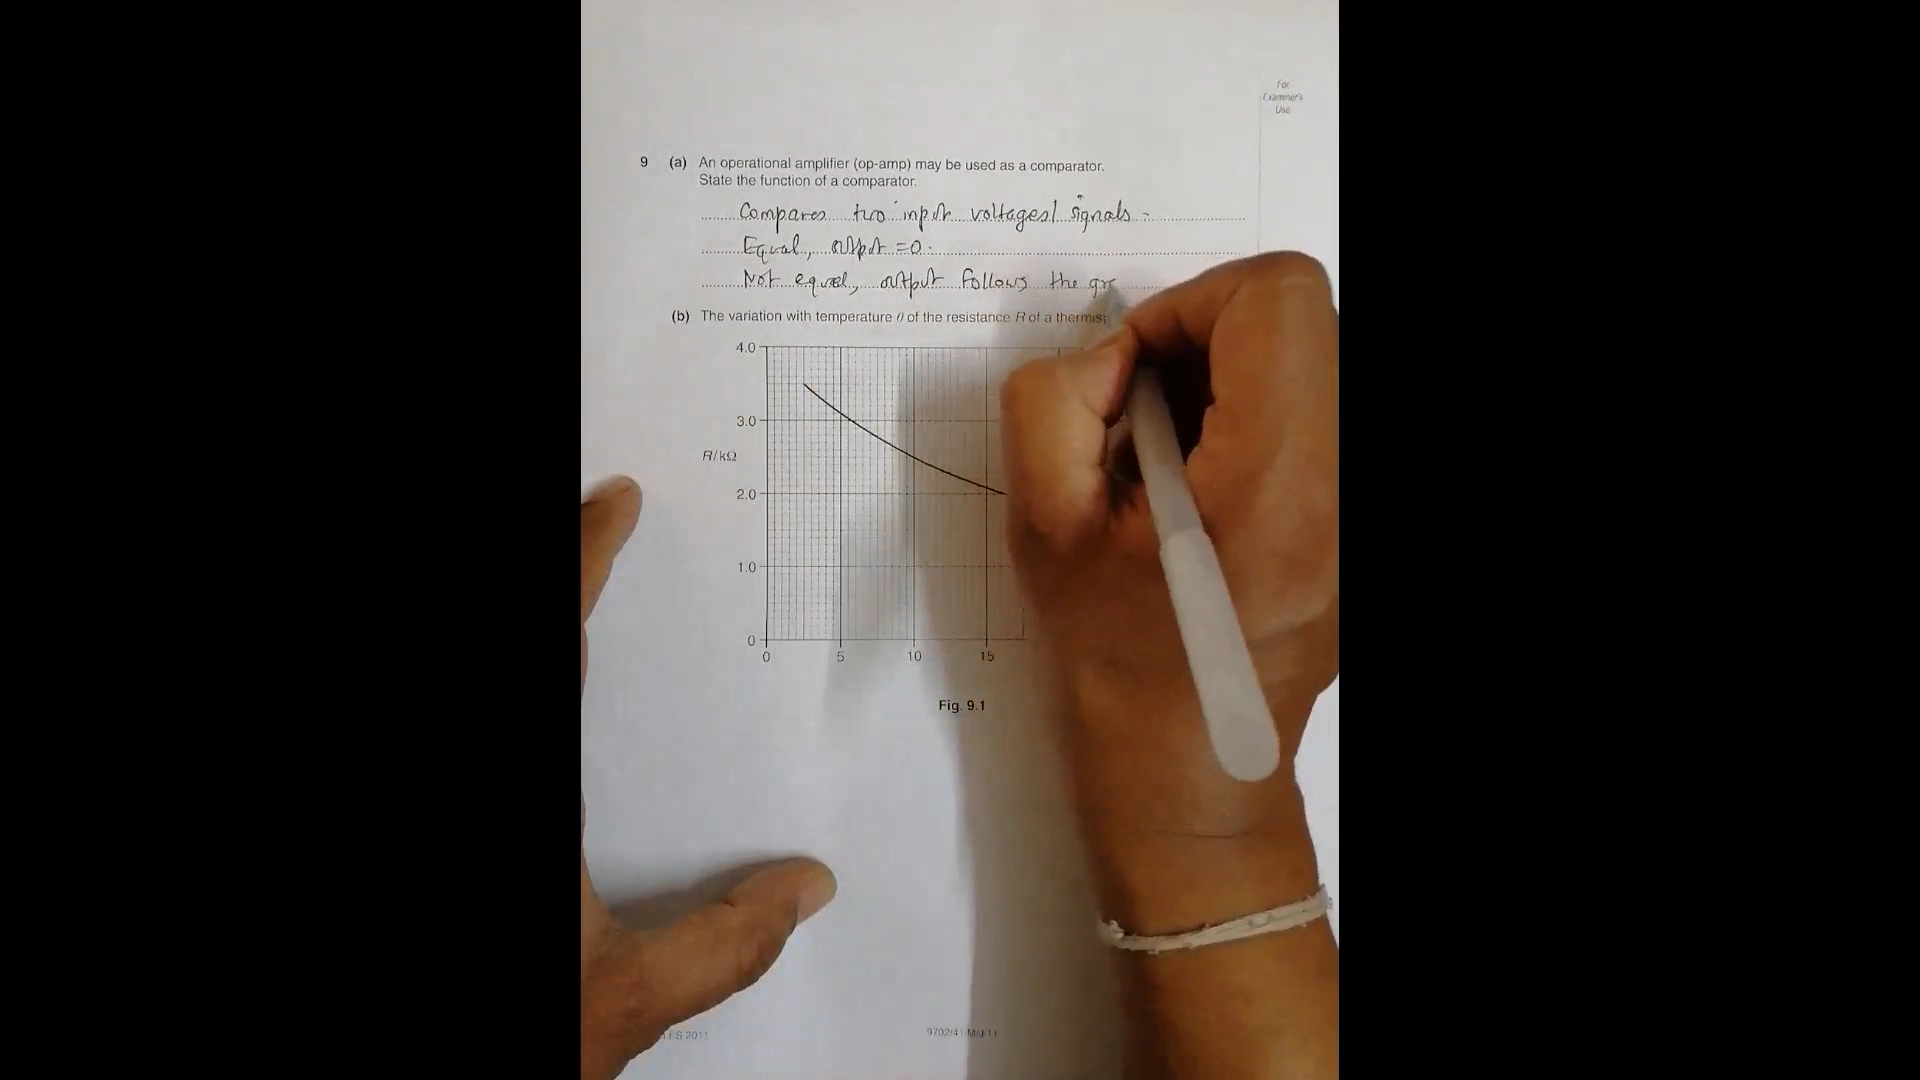 For
Examiner's
Use
9 (a) An operational amplifier (op-amp) may be used as a comparator.
State the function of a comparator.
Compares two input voltages/ signals -
Equal, output = 0.
Not equal, output follows the gre
(b) The variation with temperature θ of the resistance R of a thermist
4.0
3.0
R/kΩ
2.0
1.0
0
0 5 10 15
Fig. 9.1
S 2011 9702/41 M/J/11